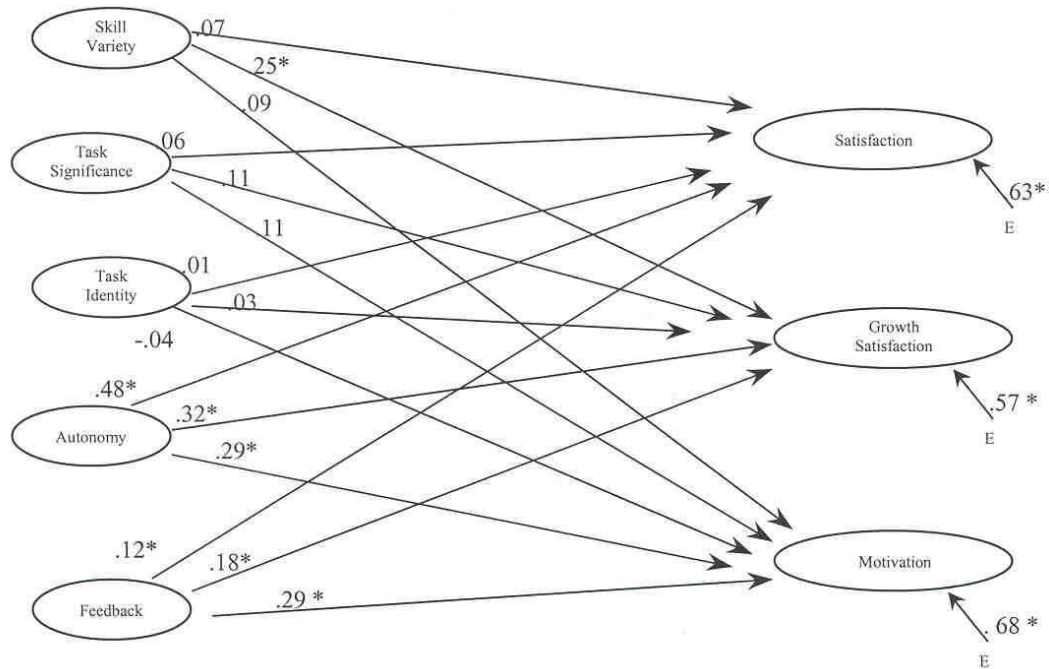 Skill
Variety
.07
.25*
.09
Task
Significance
06
.11
11
Satisfaction
63*
E
Task
Identity
.01
.03
-.04
Growth
Satisfaction
.57 *
E
.48*
Autonomy
.32*
.29*
.12*
.18*
Feedback
.29 *
Motivation
. 68 *
E